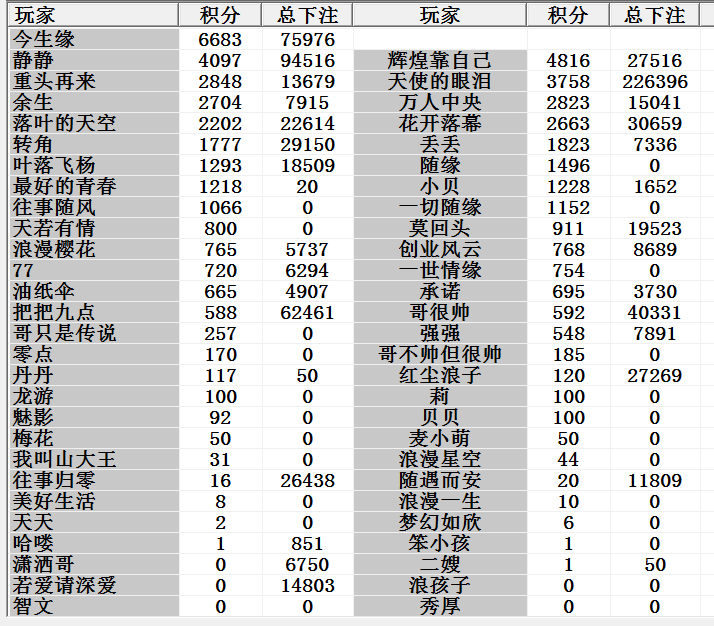 玩家 积分 总下注 玩家 积分 总下注
今生缘 6683 75976
静静 4097 94516 辉煌靠自己 4816 27516
重头再来 2848 13679 天使的眼泪 3758 226396
余生 2704 7915 万人中央 2823 15041
落叶的天空 2202 22614 花开落幕 2663 30659
转角 1777 29150 丢丢 1823 7336
叶落飞杨 1293 18509 随缘 1496 0
最好的青春 1218 20 小贝 1228 1652
往事随风 1066 0 一切随缘 1152 0
天若有情 800 0 莫回头 911 19523
浪漫樱花 765 5737 创业风云 768 8689
77 720 6294 一世情缘 754 0
油纸伞 665 4907 承诺 695 3730
把把九点 588 62461 哥很帅 592 40331
哥只是传说 257 0 强强 548 7891
零点 170 0 哥不帅但很帅 185 0
丹丹 117 50 红尘浪子 120 27269
龙游 100 0 莉 100 0
魅影 92 0 贝贝 100 0
梅花 50 0 麦小萌 50 0
我叫山大王 31 0 浪漫星空 44 0
往事归零 16 26438 随遇而安 20 11809
美好生活 8 0 浪漫一生 10 0
天天 2 0 梦幻如欣 6 0
哈喽 1 851 笨小孩 1 0
潇洒哥 0 6750 二嫂 1 50
若爱请深爱 0 14803 浪孩子 0 0
智文 0 0 秀厚 0 0